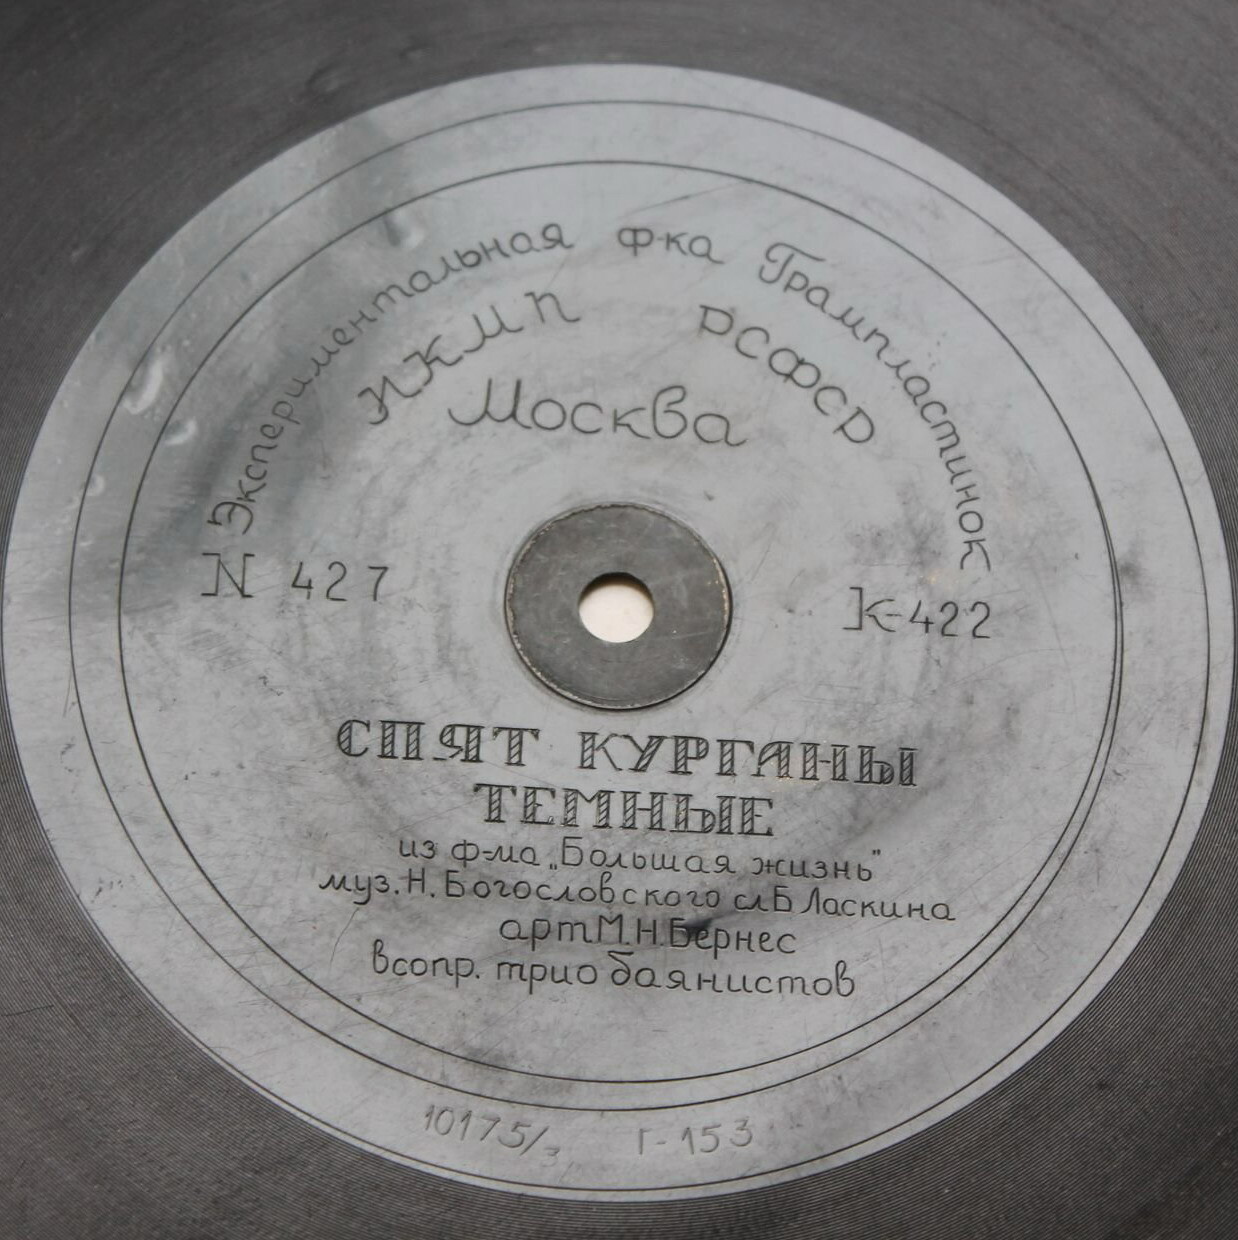 Экспериментальная ф-ка Грампластинок
НКМП РСФСР
Москва
N 427
К-422
СПЯТ КУРГАНЫ
ТЕМНЫЕ
из ф-ма „Большая жизнь"
муз. Н. Богословского сл Б Ласкина
арт М.Н. Бернес
в сопр. трио баянистов
10175/3 Г-153